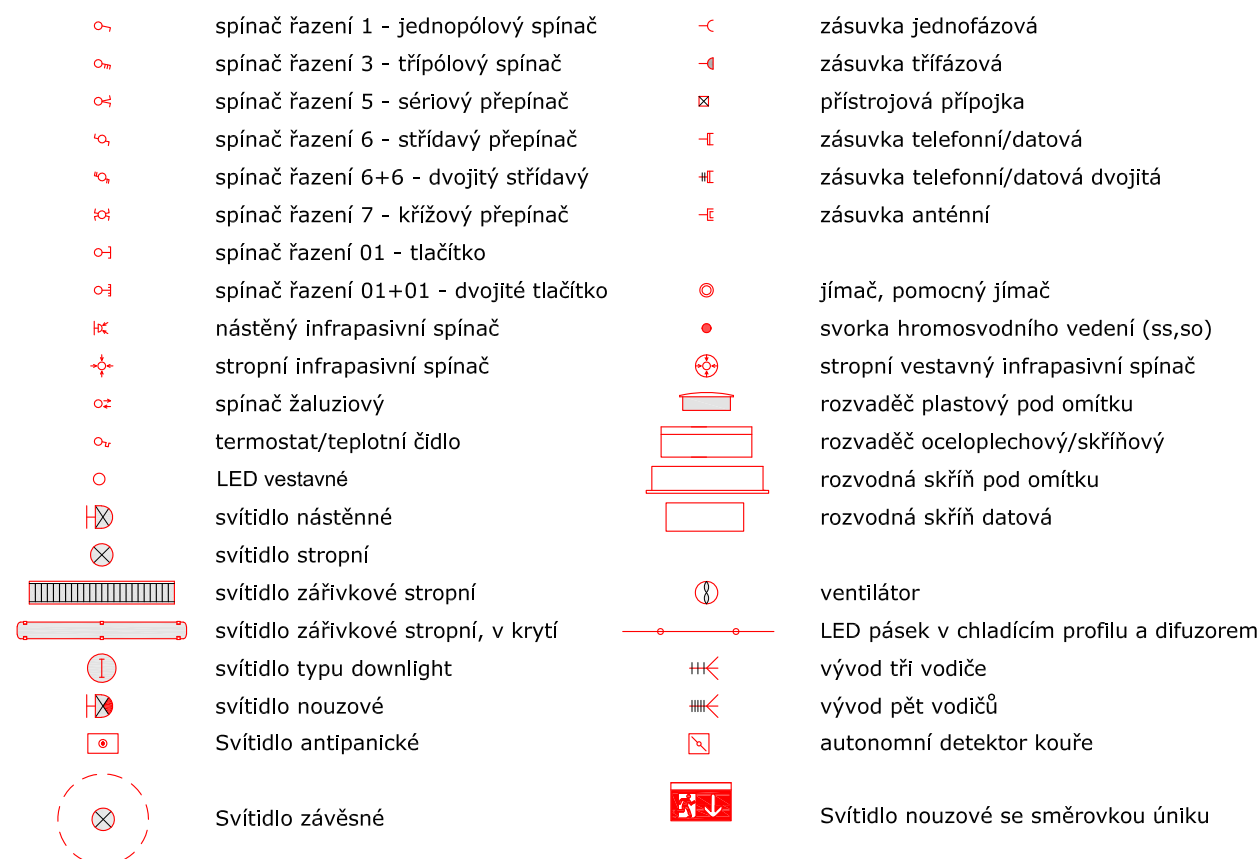 spínač řazení 1 - jednopólový spínač
spínač řazení 3 - třípólový spínač
spínač řazení 5 - sériový přepínač
spínač řazení 6 - střídavý přepínač
spínač řazení 6+6 - dvojitý střídavý
spínač řazení 7 - křížový přepínač
spínač řazení 01 - tlačítko
spínač řazení 01+01 - dvojité tlačítko
nástěný infrapasivní spínač
stropní infrapasivní spínač
spínač žaluziový
termostat/teplotní čidlo
LED vestavné
svítidlo nástěnné
svítidlo stropní
svítidlo zářivkové stropní
svítidlo zářivkové stropní, v krytí
svítidlo typu downlight
svítidlo nouzové
Svítidlo antipanické
Svítidlo závěsné
zásuvka jednofázová
zásuvka třífázová
přístrojová přípojka
zásuvka telefonní/datová
zásuvka telefonní/datová dvojitá
zásuvka anténní
jímač, pomocný jímač
svorka hromosvodního vedení (ss,so)
stropní vestavný infrapasivní spínač
rozvaděč plastový pod omítku
rozvaděč oceloplechový/skříňový
rozvodná skříň pod omítku
rozvodná skříň datová
ventilátor
LED pásek v chladícím profilu a difuzorem
vývod tři vodiče
vývod pět vodičů
autonomní detektor kouře
Svítidlo nouzové se směrovkou úniku